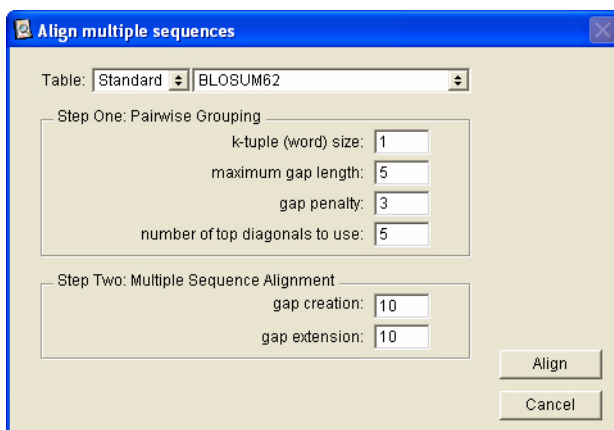 Align multiple sequences
Table: Standard BLOSUM62
Step One: Pairwise Grouping
k-tuple (word) size: 1
maximum gap length: 5
gap penalty: 3
number of top diagonals to use: 5
Step Two: Multiple Sequence Alignment
gap creation: 10
gap extension: 10
Align
Cancel